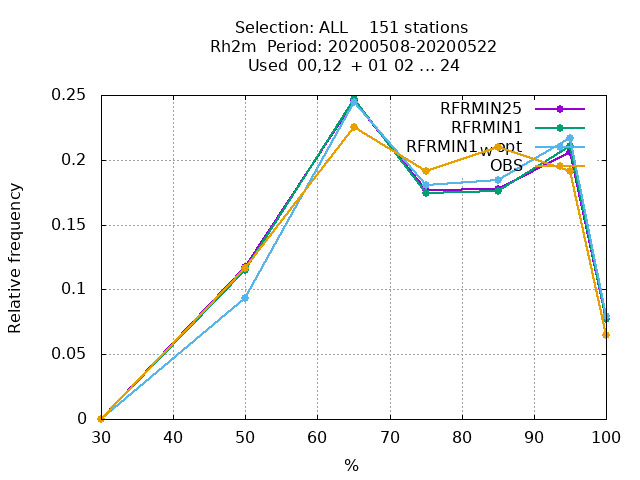 Selection: ALL    151 stations
Rh2m  Period: 20200508-20200522
Used  00,12  + 01 02 ... 24
0.25
0.2
0.15
0.1
0.05
0
Relative frequency
RFRMIN25
RFRMIN1
RFRMIN1wopt
OBS
30 40 50 60 70 80 90 100
%